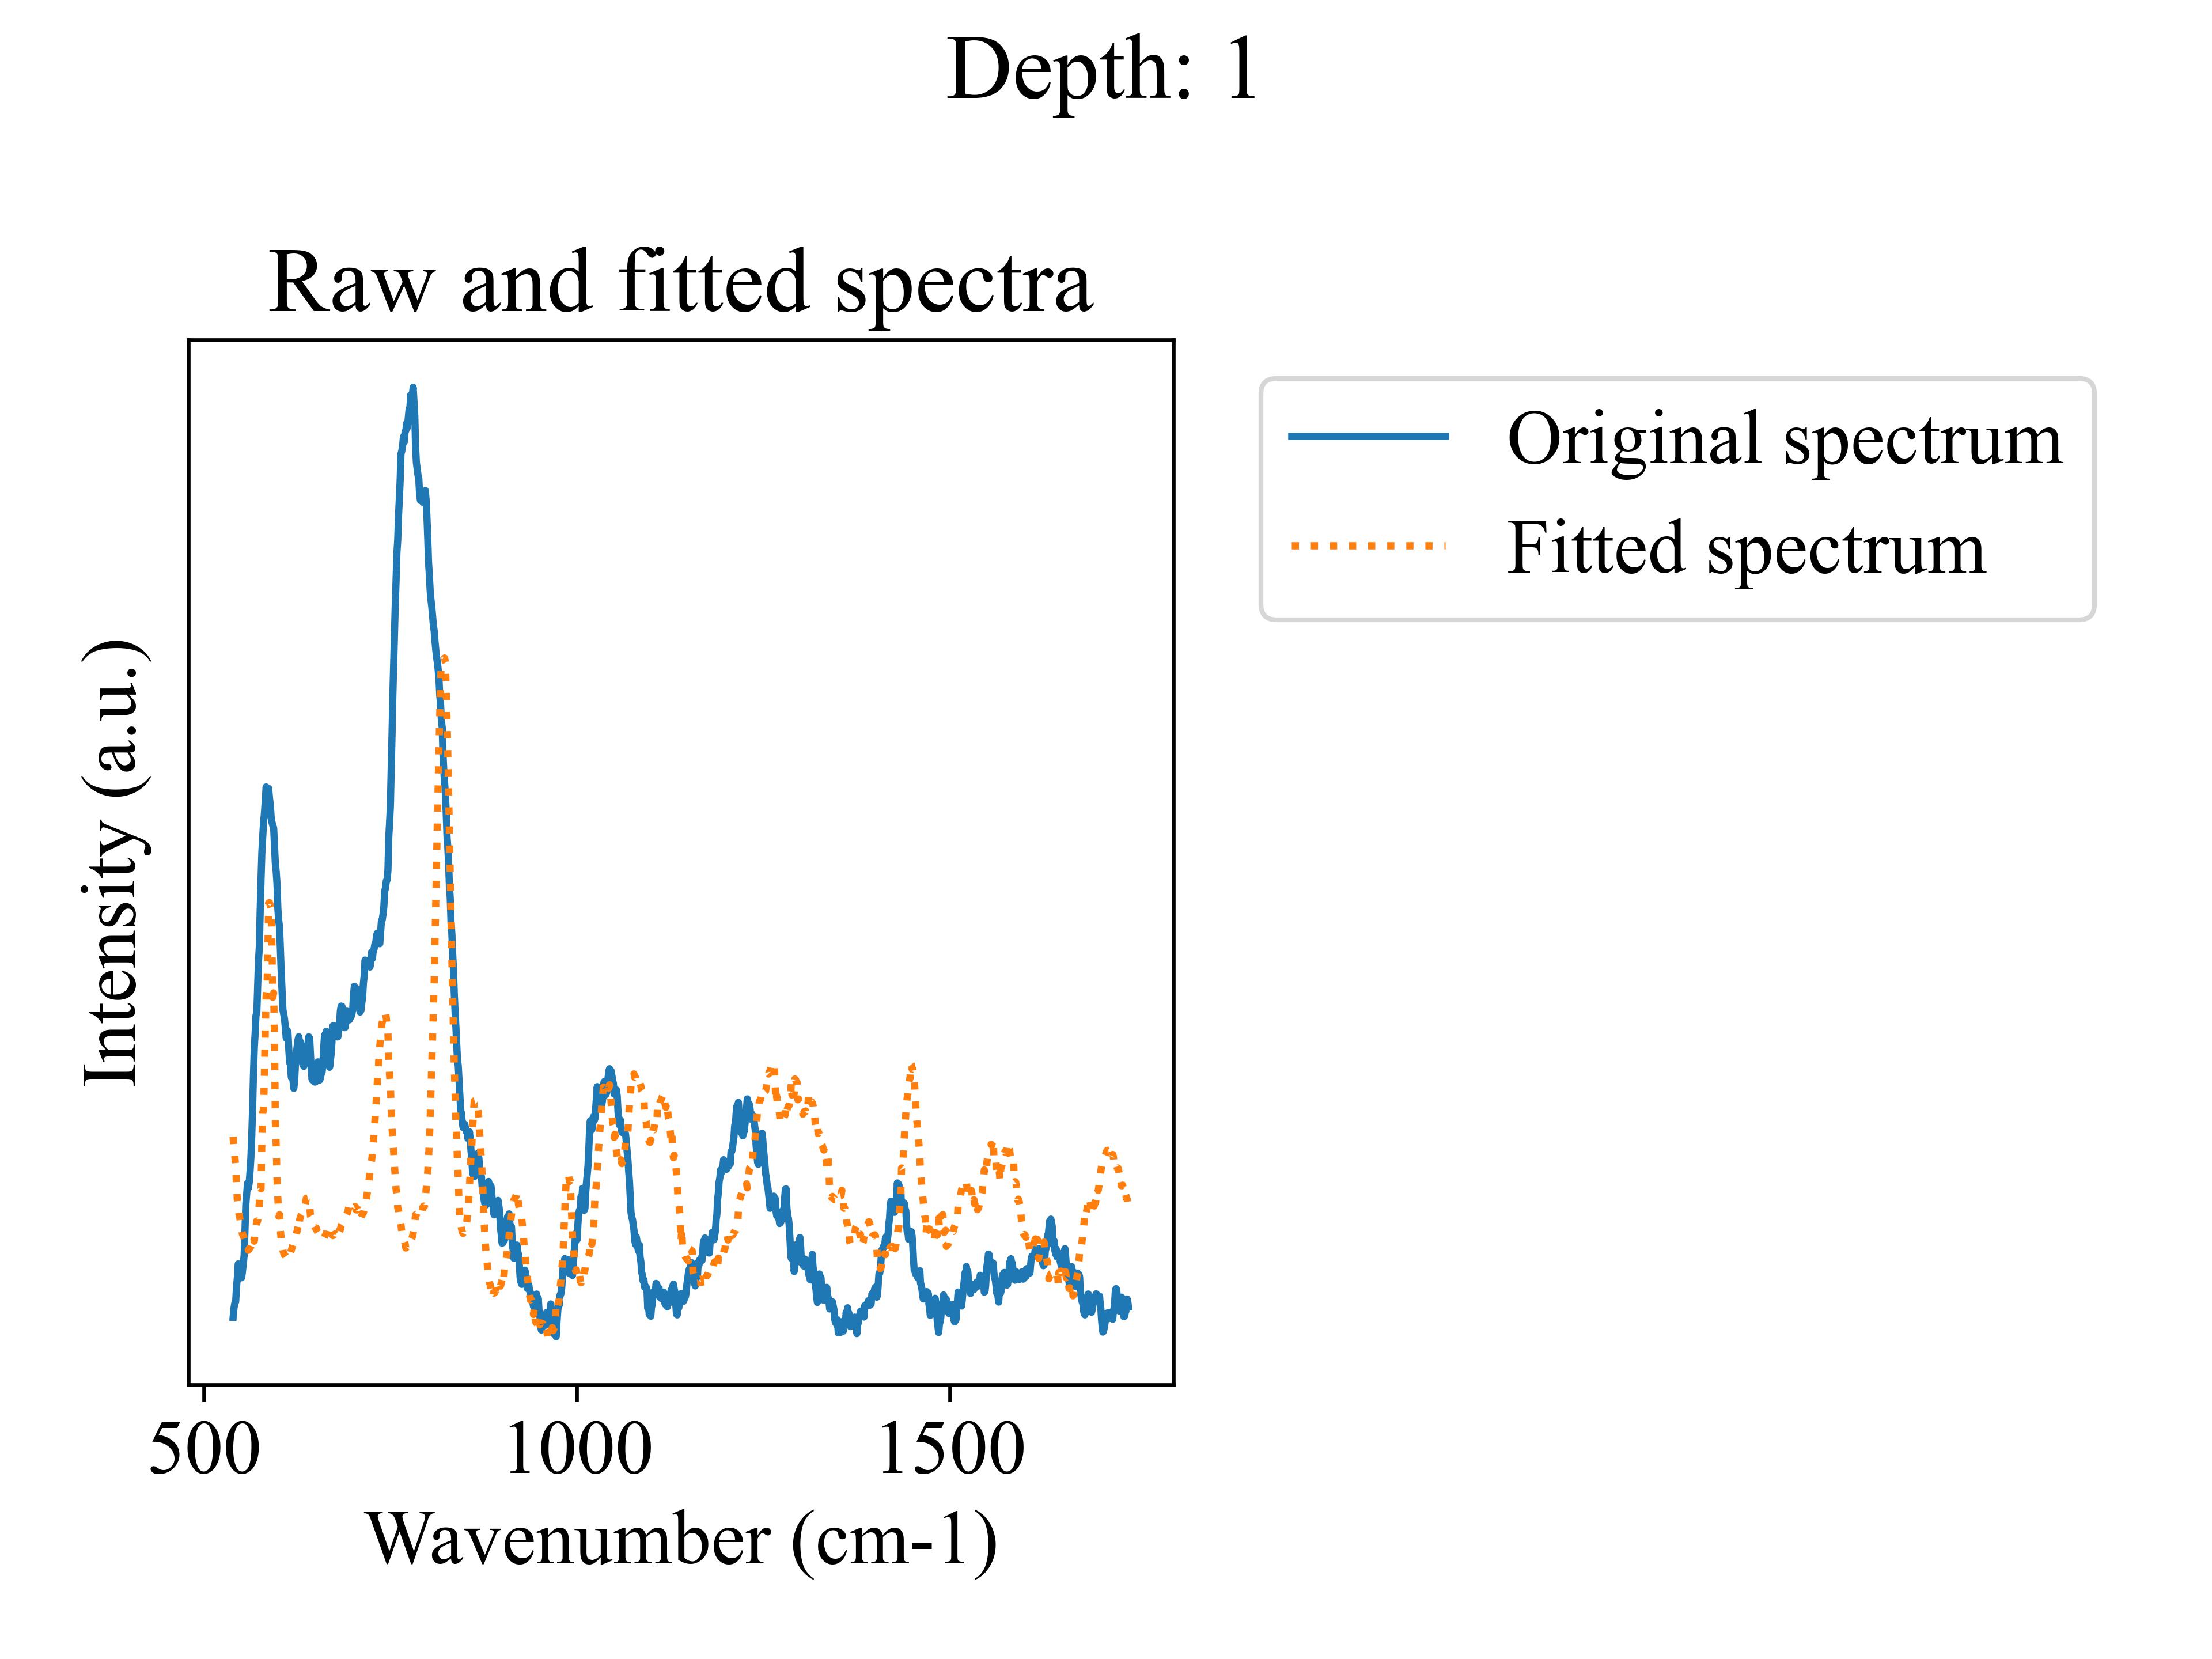 Depth: 1
Raw and fitted spectra
Original spectrum
Fitted spectrum
Intensity (a.u.)
500 1000 1500
Wavenumber (cm-1)